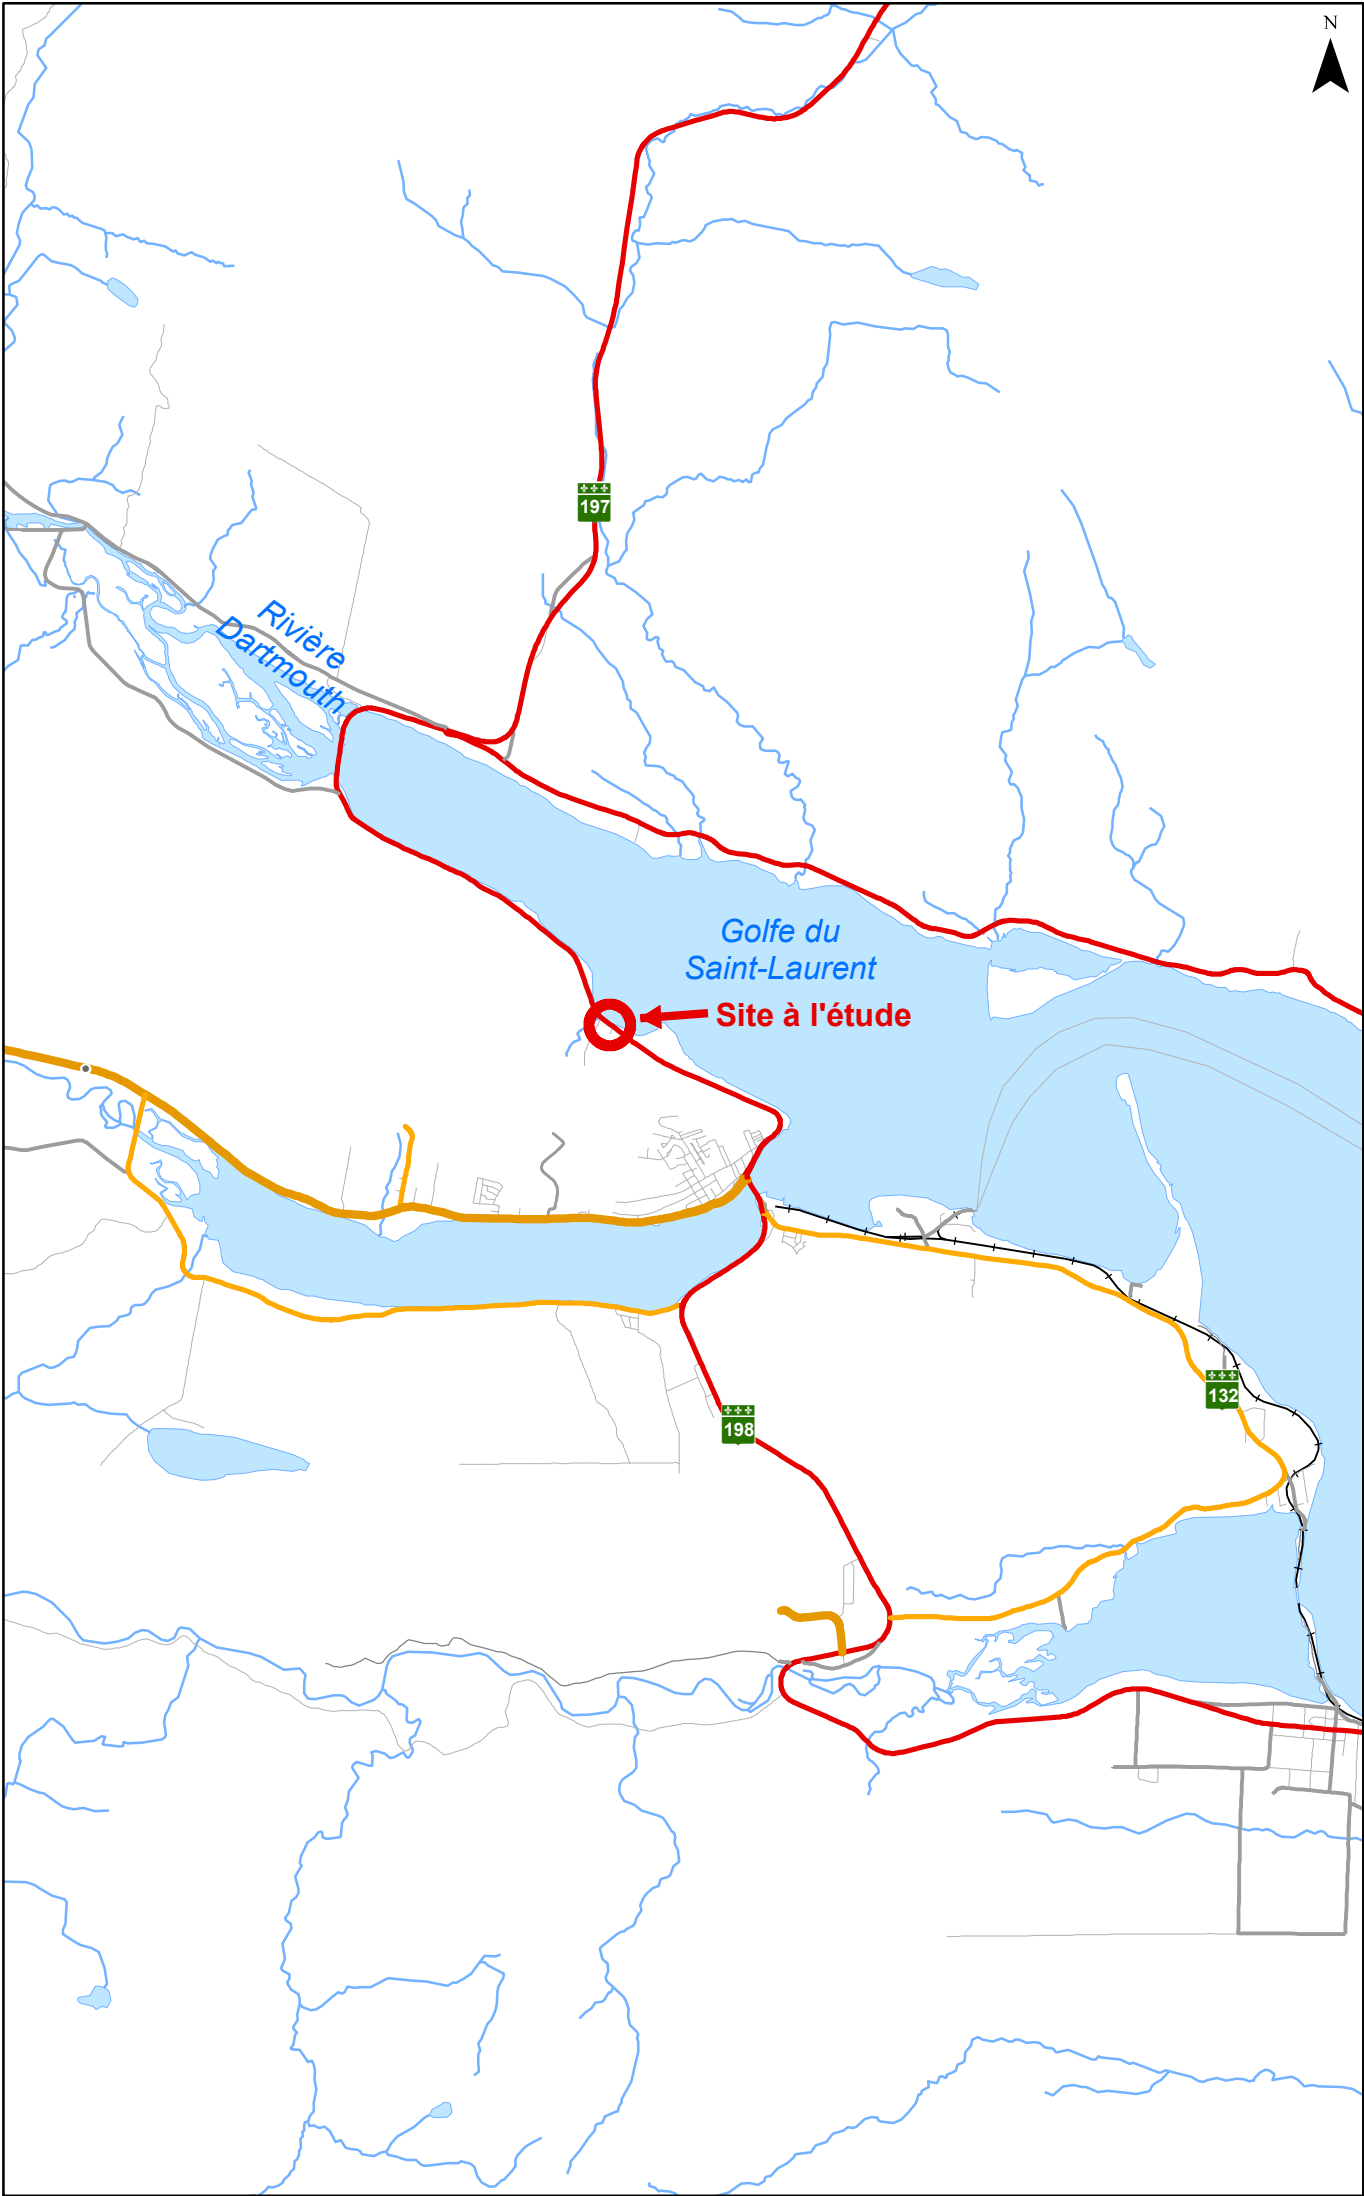 N
197
Rivière
Dartmouth
Golfe du
Saint-Laurent
Site à l'étude
132
198